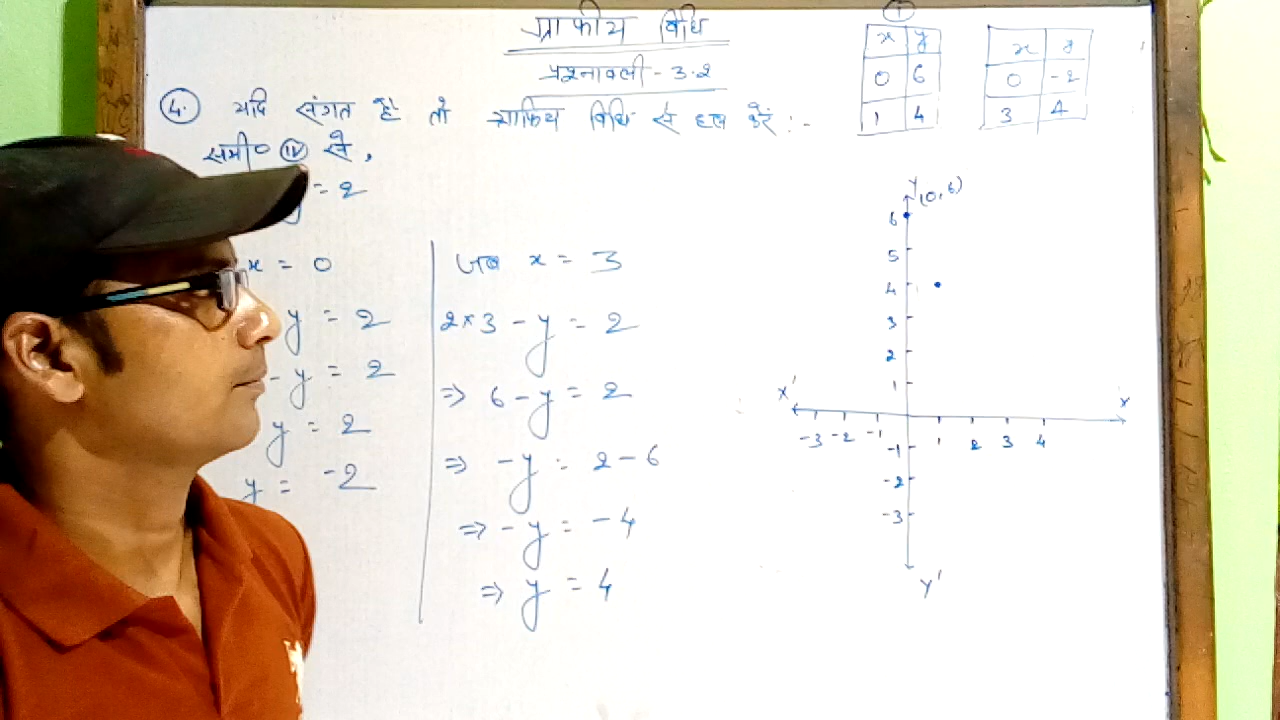 ग्राफीय विधि
प्रश्नावली - 3.2
4. यदि संगत हो तो ग्राफिय विधि से हल करें :-
समी० (IV) से ,
= 2
x = 0
y = 2
- y = 2
y = 2
y = -2
जब x = 3
2 × 3 - y = 2
⇒ 6 - y = 2
⇒ - y = 2 - 6
⇒ - y = - 4
⇒ y = 4
(I)
x y
0 6
1 4
x y
0 -2
3 4
Y (0, 6)
6
5
4
3
2
1
X' X
-3 -2 -1 1 2 3 4
-1
-2
-3
Y'